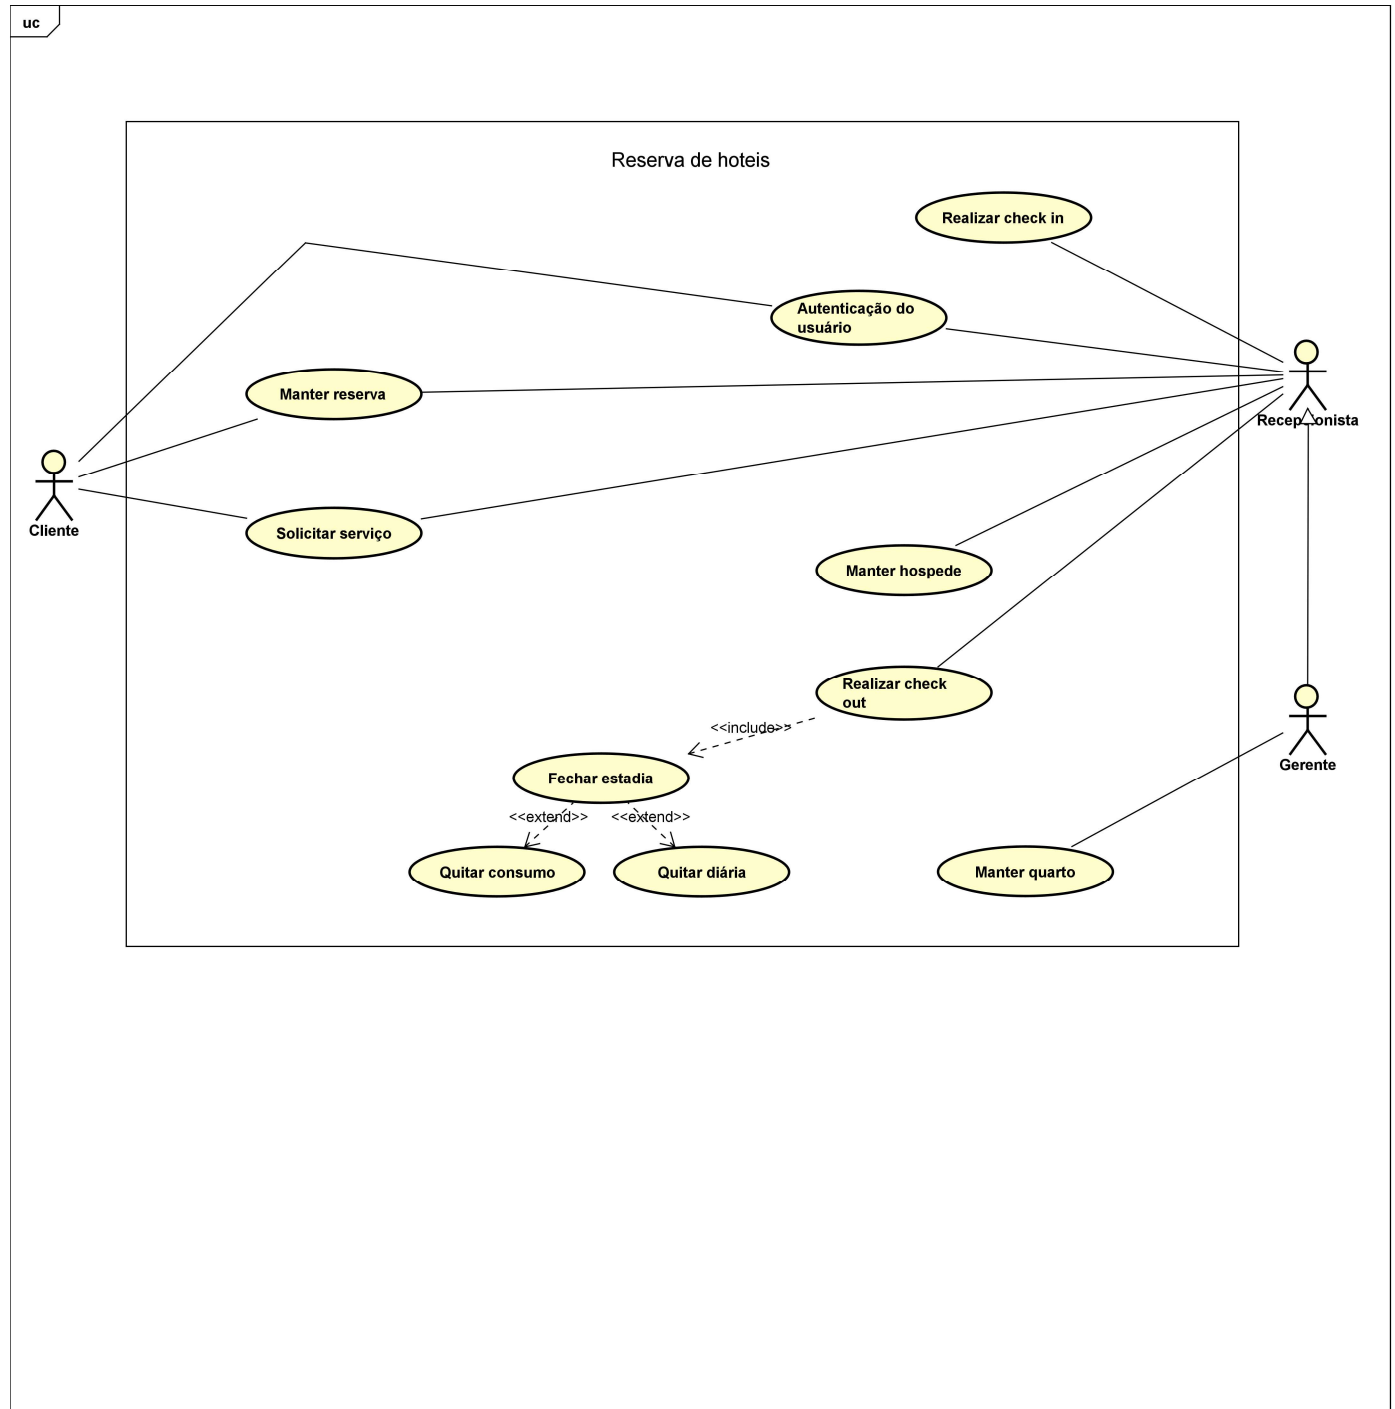 uc
Reserva de hoteis
Realizar check in
Autenticação do
usuário
Manter reserva
Recepcionista
Cliente
Solicitar serviço
Manter hospede
Realizar check
out
<<include>>
Gerente
Fechar estadia
<<extend>>
<<extend>>
Quitar consumo
Quitar diária
Manter quarto